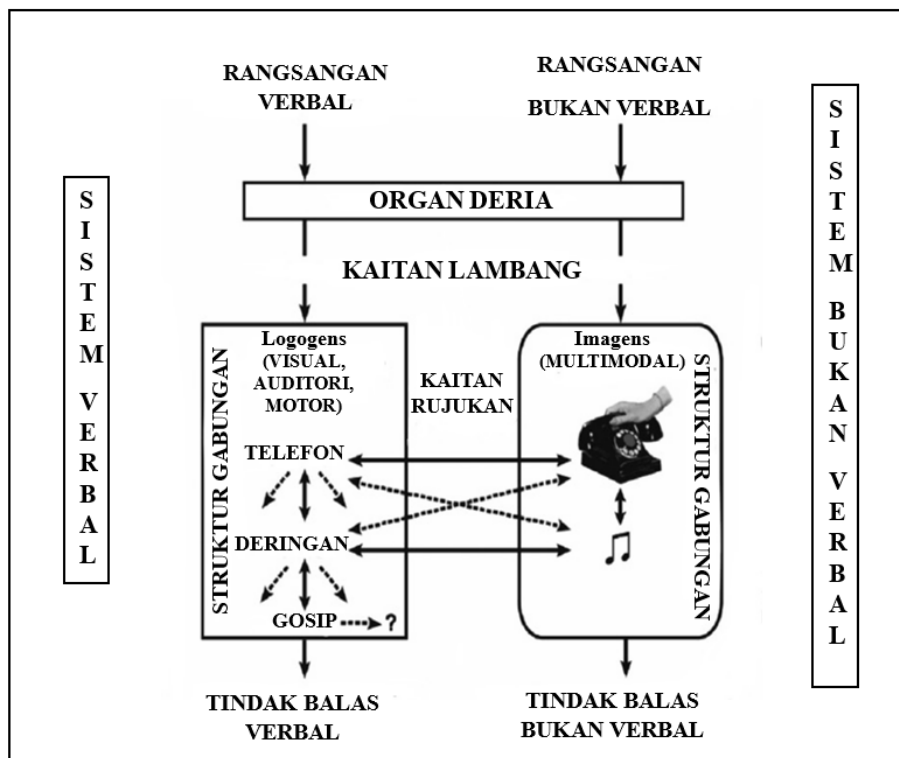 RANGSANGAN
VERBAL
RANGSANGAN
BUKAN VERBAL
SISTEM VERBAL
SISTEM BUKAN VERBAL
ORGAN DERIA
KAITAN LAMBANG
STRUKTUR GABUNGAN
Logogens
(VISUAL,
AUDITORI,
MOTOR)
TELEFON
DERINGAN
GOSIP
?
KAITAN
RUJUKAN
Imagens
(MULTIMODAL)
STRUKTUR GABUNGAN
TINDAK BALAS
VERBAL
TINDAK BALAS
BUKAN VERBAL